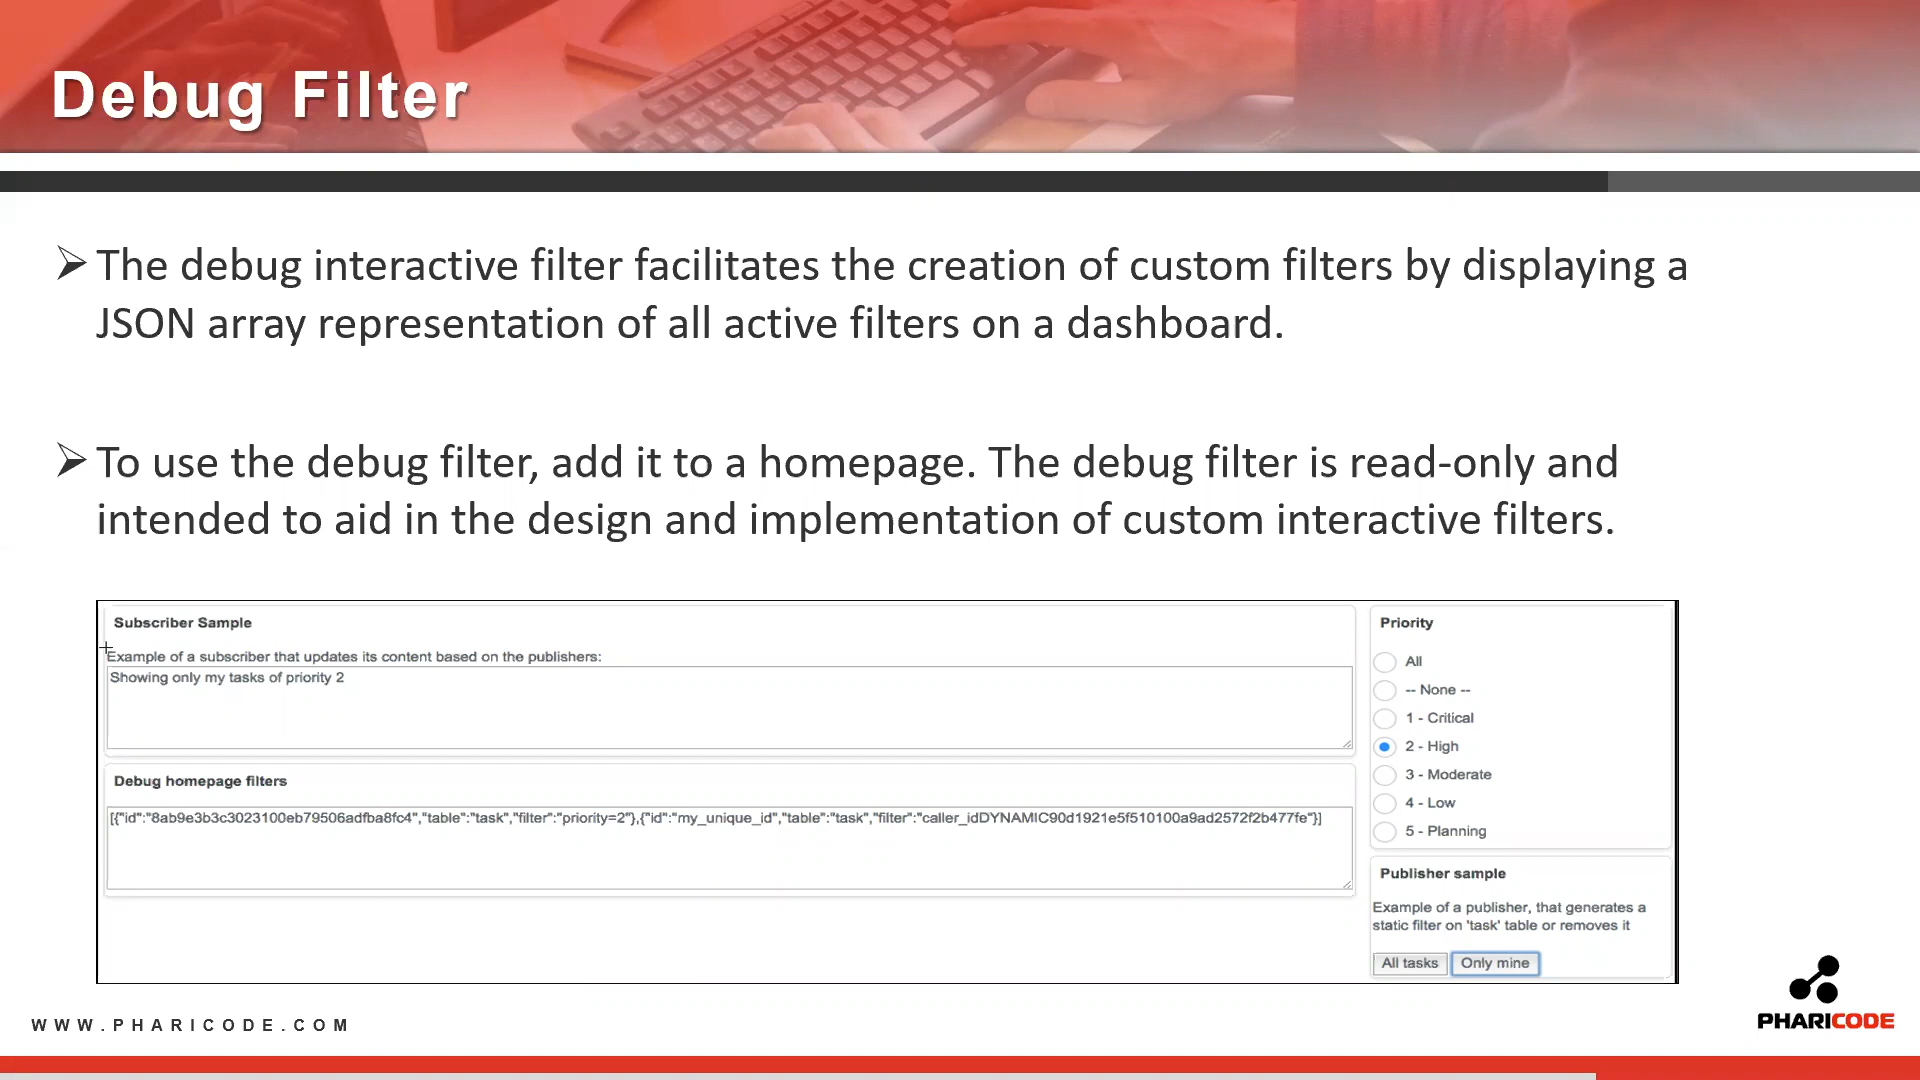 Debug Filter
The debug interactive filter facilitates the creation of custom filters by displaying a
JSON array representation of all active filters on a dashboard.
To use the debug filter, add it to a homepage. The debug filter is read-only and
intended to aid in the design and implementation of custom interactive filters.
Subscriber Sample
Example of a subscriber that updates its content based on the publishers:
Showing only my tasks of priority 2
Debug homepage filters
[{"id":"8ab9e3b3c3023100eb79506adfba8fc4","table":"task","filter":"priority=2"},{"id":"my_unique_id","table":"task","filter":"caller_idDYNAMIC90d1921e5f510100a9ad2572f2b477fe"}]
Priority
All
-- None --
1 - Critical
2 - High
3 - Moderate
4 - Low
5 - Planning
Publisher sample
Example of a publisher, that generates a
static filter on 'task' table or removes it
All tasks Only mine
WWW.PHARICODE.COM
PHARICODE